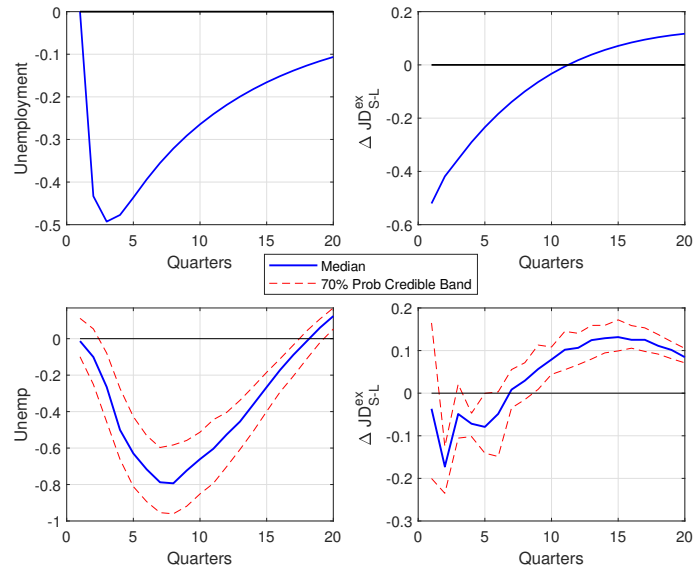 0
-0.1
-0.2
-0.3
-0.4
-0.5
Unemployment
0 5 10 15 20
Quarters
0.2
0
-0.2
-0.4
-0.6
Δ JD^{ex}_{S-L}
0 5 10 15 20
Quarters
Median
70% Prob Credible Band
0
-0.2
-0.4
-0.6
-0.8
-1
Unemp
0 5 10 15 20
Quarters
0.2
0.1
0
-0.1
-0.2
-0.3
Δ JD^{ex}_{S-L}
0 5 10 15 20
Quarters